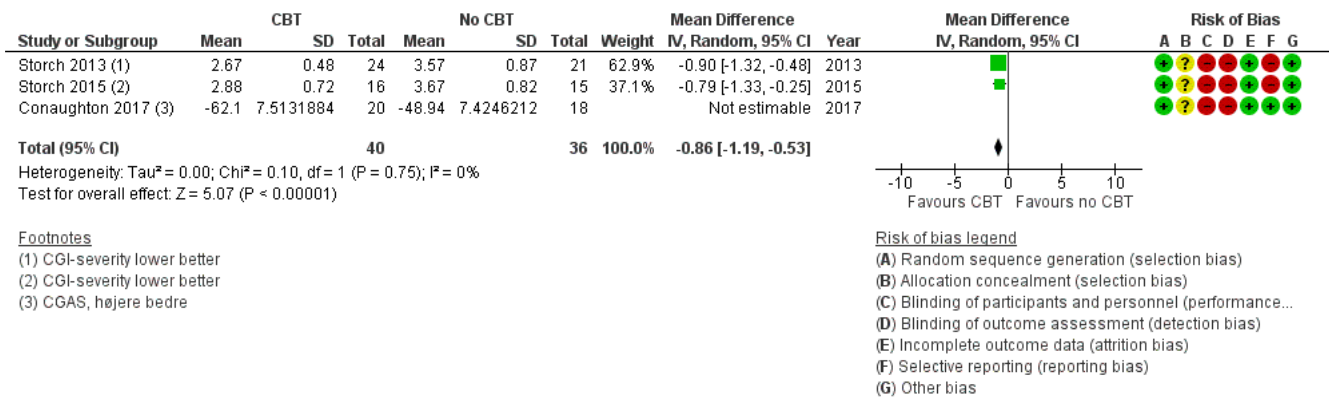 CBT No CBT Mean Difference Mean Difference Risk of Bias
Study or Subgroup Mean SD Total Mean SD Total Weight IV, Random, 95% CI Year IV, Random, 95% CI A B C D E F G
Storch 2013 (1) 2.67 0.48 24 3.57 0.87 21 62.9% -0.90 [-1.32, -0.48] 2013 + ? - - + - +
Storch 2015 (2) 2.88 0.72 16 3.67 0.82 15 37.1% -0.79 [-1.33, -0.25] 2015 + ? - - + - +
Conaughton 2017 (3) -62.1 7.5131884 20 -48.94 7.4246212 18 Not estimable 2017 + ? - - + + +
Total (95% CI) 40 36 100.0% -0.86 [-1.19, -0.53]
Heterogeneity: Tau² = 0.00; Chi² = 0.10, df = 1 (P = 0.75); I² = 0%
Test for overall effect: Z = 5.07 (P < 0.00001)
-10 -5 0 5 10
Favours CBT Favours no CBT
Footnotes
(1) CGI-severity lower better
(2) CGI-severity lower better
(3) CGAS, højere bedre
Risk of bias legend
(A) Random sequence generation (selection bias)
(B) Allocation concealment (selection bias)
(C) Blinding of participants and personnel (performance...
(D) Blinding of outcome assessment (detection bias)
(E) Incomplete outcome data (attrition bias)
(F) Selective reporting (reporting bias)
(G) Other bias